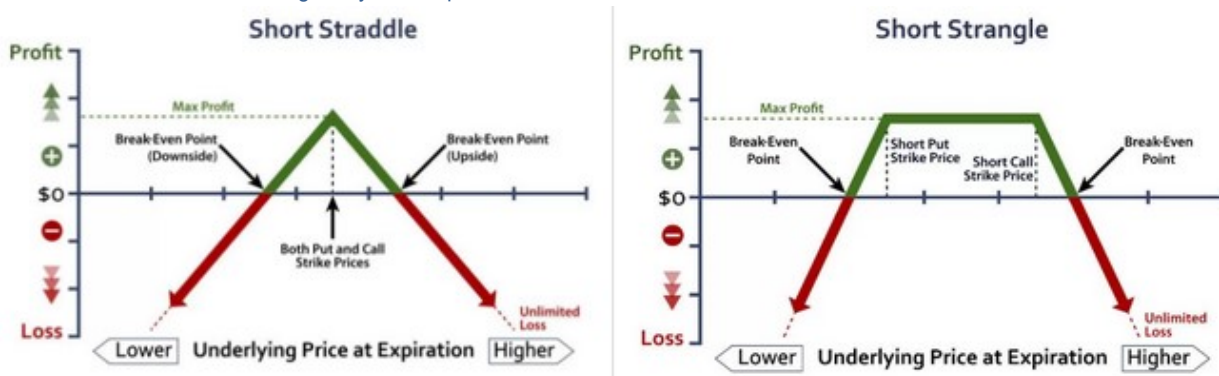 Short Straddle
Profit
Max Profit
Break-Even Point
(Downside)
Break-Even Point
(Upside)
$0
Both Put and Call
Strike Prices
Unlimited
Loss
Loss
Lower
Underlying Price at Expiration
Higher
Short Strangle
Profit
Max Profit
Break-Even
Point
Short Put
Strike Price
Short Call
Strike Price
Break-Even
Point
$0
Unlimited
Loss
Loss
Lower
Underlying Price at Expiration
Higher